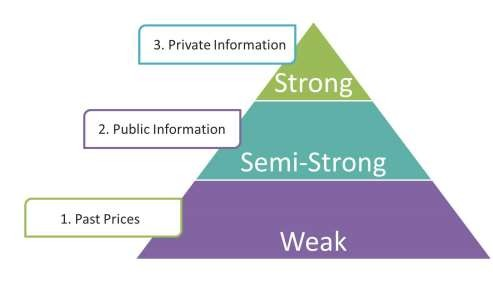 3. Private Information
Strong
2. Public Information
Semi-Strong
1. Past Prices
Weak